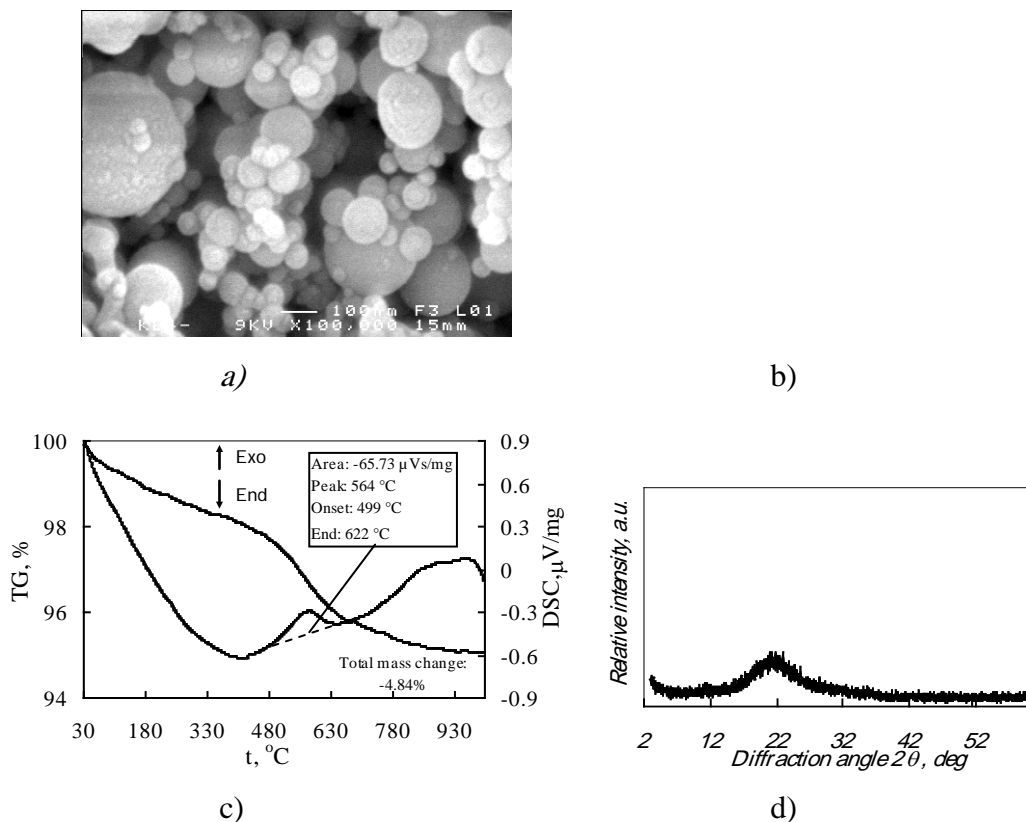 100nm F3 L01
9KV X100,000 15mm
a)
b)
100
98
96
94
TG, %
Exo
End
Area: -65.73 µVs/mg
Peak: 564 °C
Onset: 499 °C
End: 622 °C
Total mass change:
-4.84%
0.9
0.6
0.3
0
-0.3
-0.6
-0.9
DSC,µV/mg
30 180 330 480 630 780 930
t, °C
c)
Relative intensity, a.u.
2 12 22 32 42 52
Diffraction angle 2θ, deg
d)